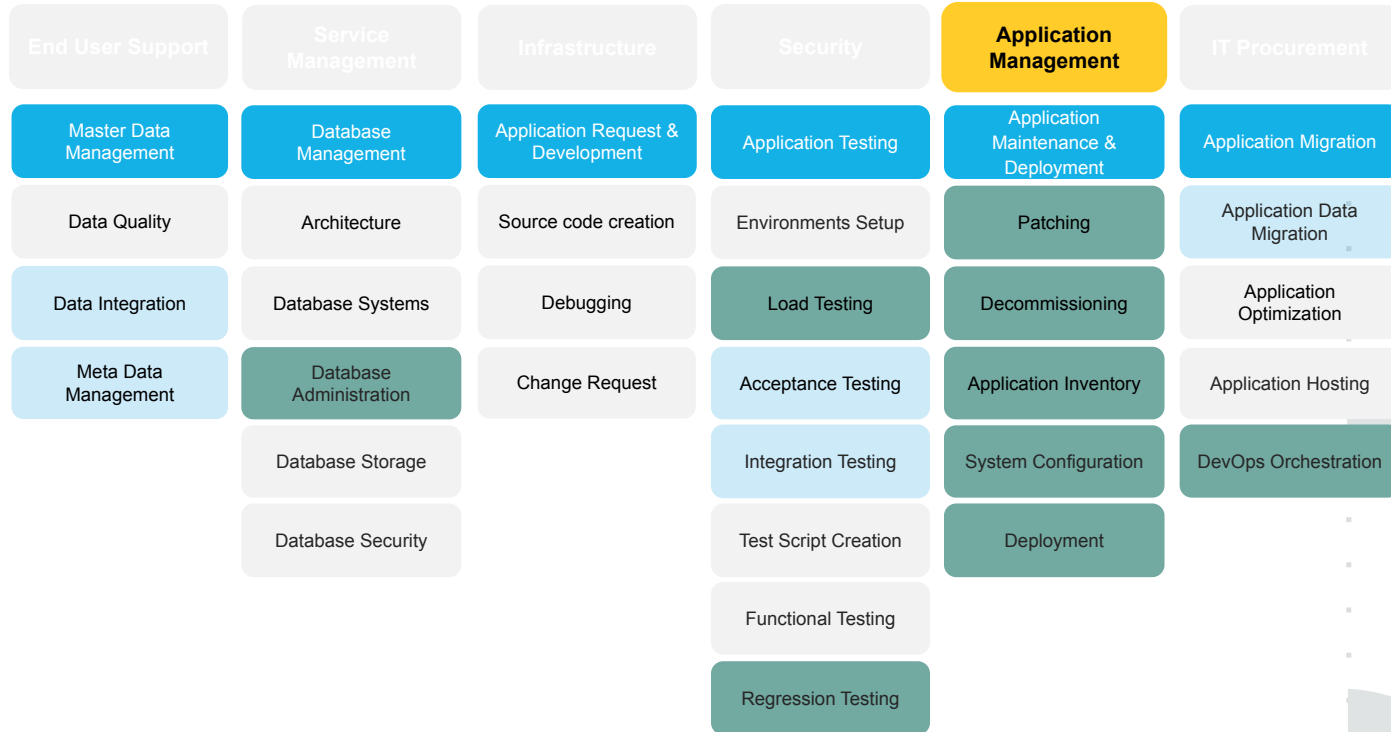 End User Support
Service
Management
Infrastructure
Security
Application
Management
IT Procurement
Master Data
Management
Database
Management
Application Request &
Development
Application Testing
Application
Maintenance &
Deployment
Application Migration
Data Quality
Architecture
Source code creation
Environments Setup
Patching
Application Data
Migration
Data Integration
Database Systems
Debugging
Load Testing
Decommissioning
Application
Optimization
Meta Data
Management
Database
Administration
Change Request
Acceptance Testing
Application Inventory
Application Hosting
Database Storage
Integration Testing
System Configuration
DevOps Orchestration
Database Security
Test Script Creation
Deployment
Functional Testing
Regression Testing